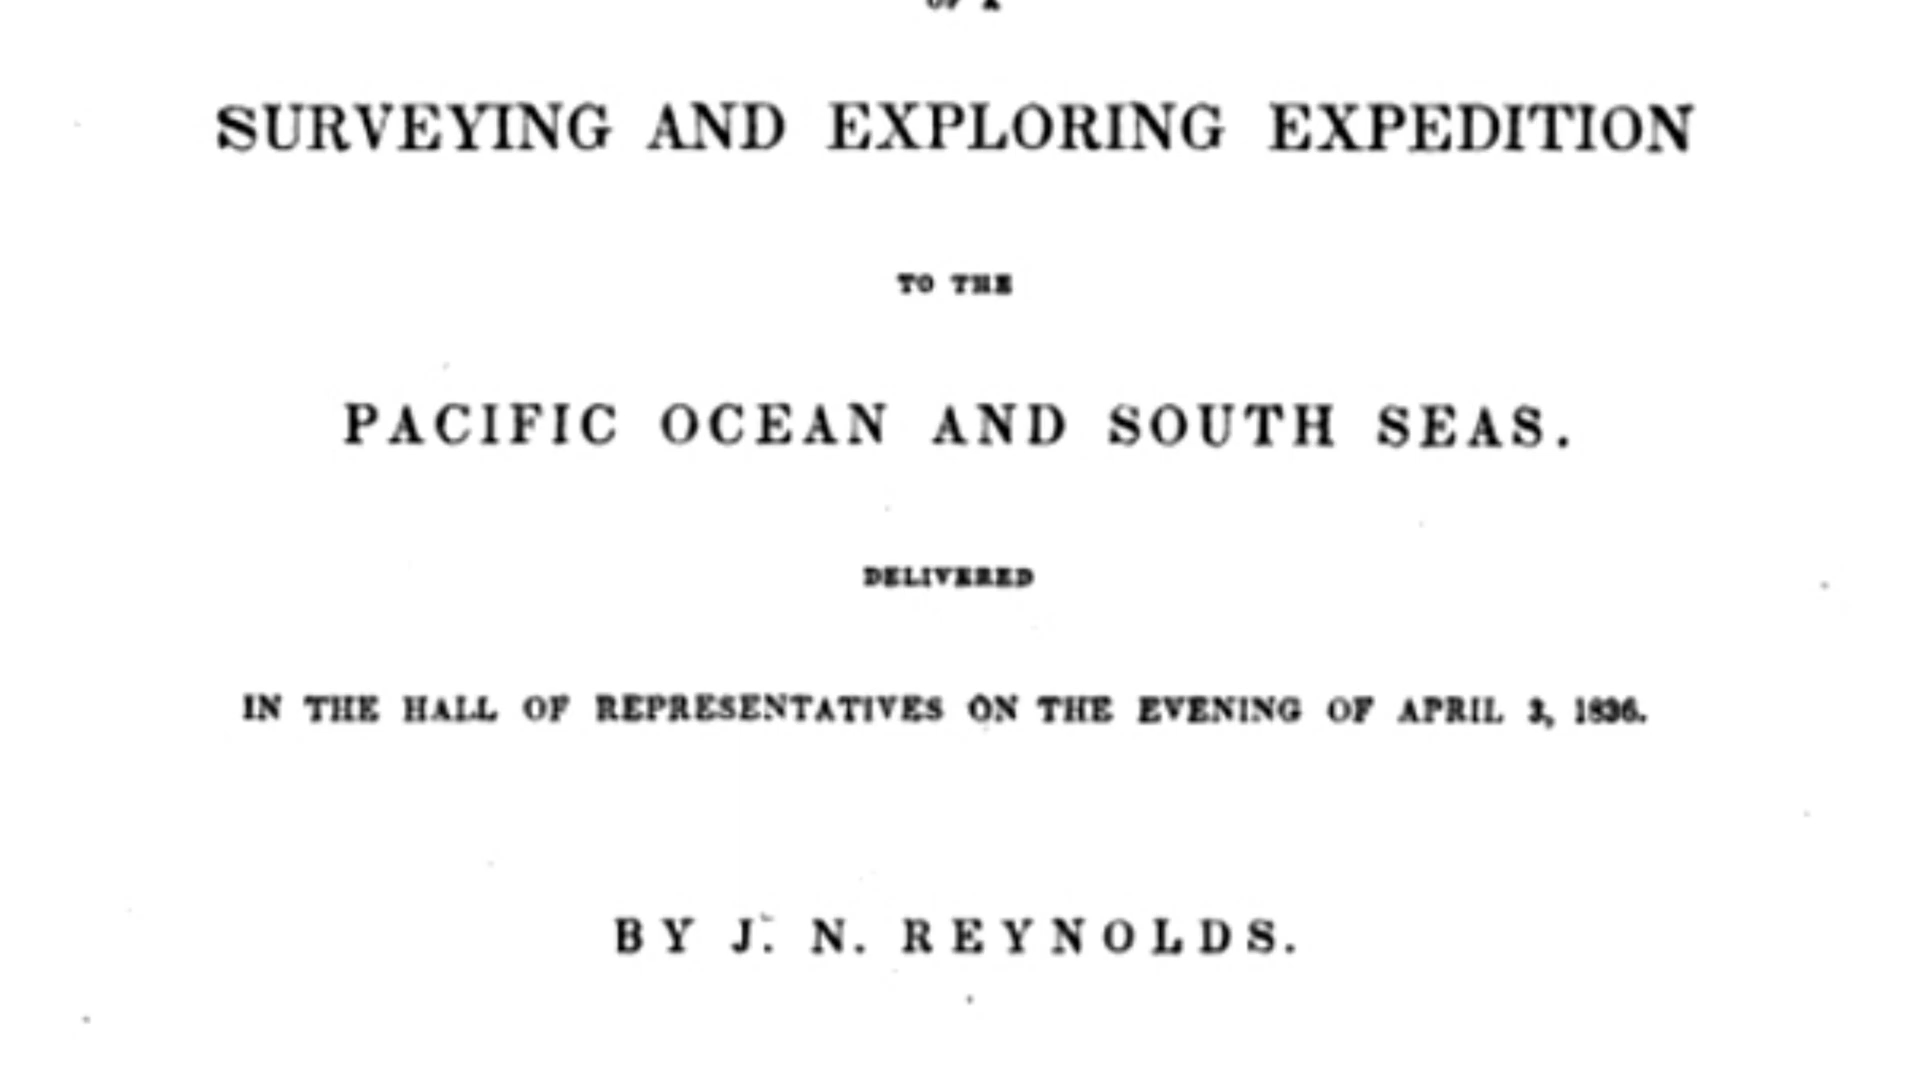 OF A
SURVEYING AND EXPLORING EXPEDITION
TO THE
PACIFIC OCEAN AND SOUTH SEAS.
DELIVERED
IN THE HALL OF REPRESENTATIVES ON THE EVENING OF APRIL 3, 1836.
BY J. N. REYNOLDS.